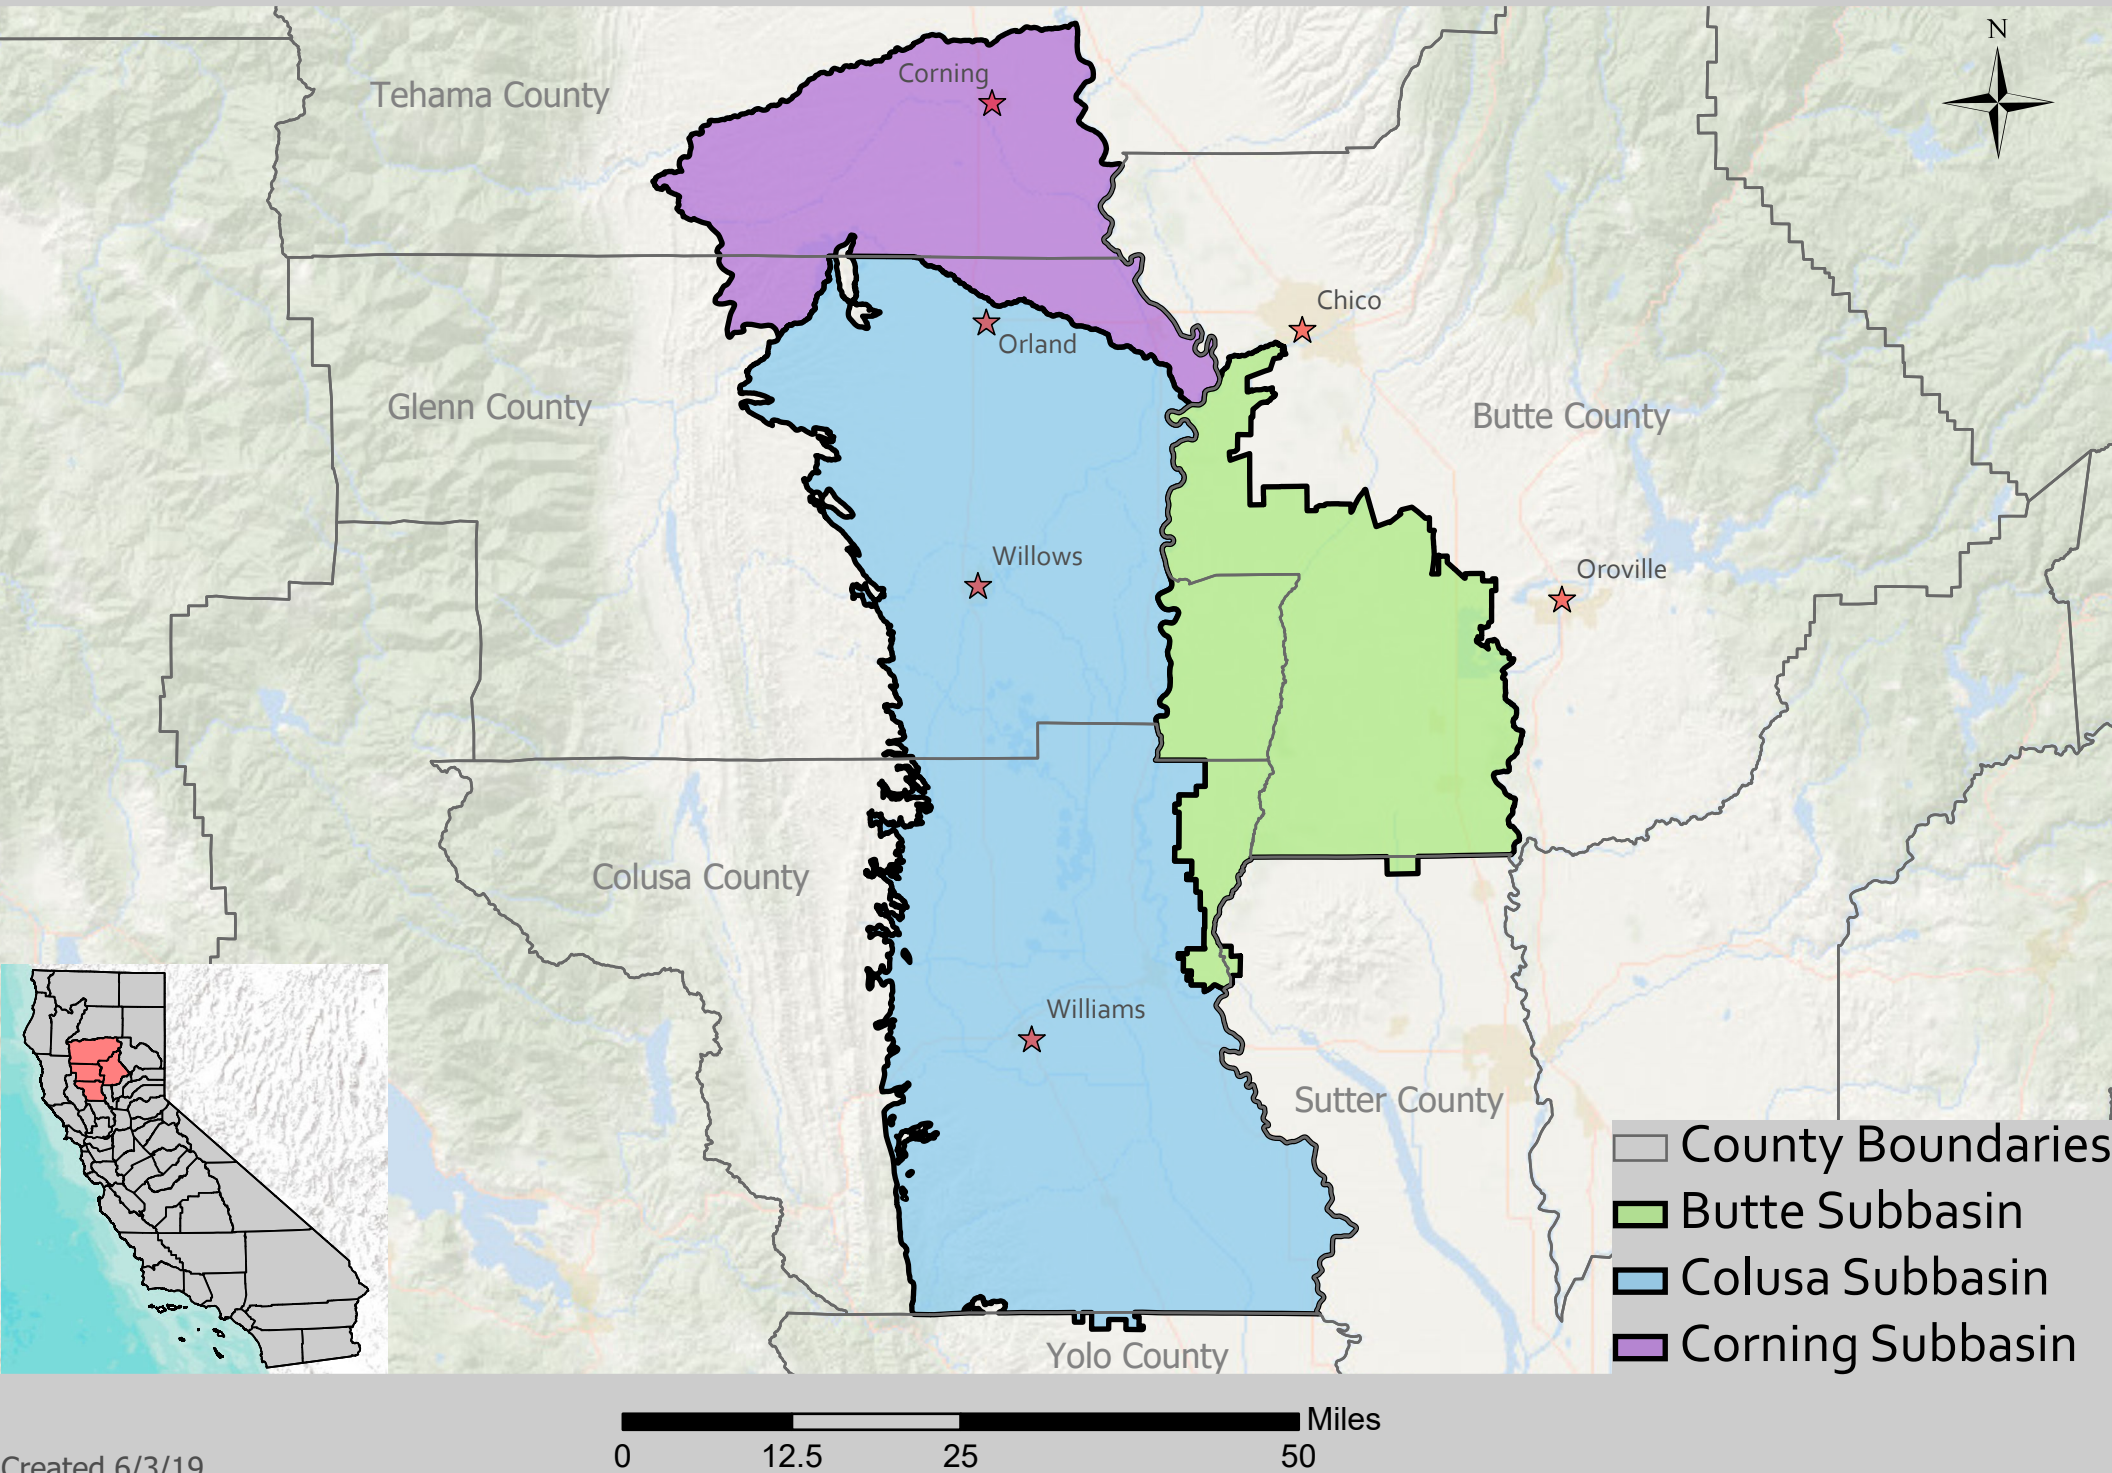 N
Corning
Tehama County
Chico
Orland
Glenn County
Butte County
Willows
Oroville
Colusa County
Williams
Sutter County
County Boundaries
Butte Subbasin
Colusa Subbasin
Corning Subbasin
Yolo County
Miles
0 12.5 25 50
Created 6/3/19